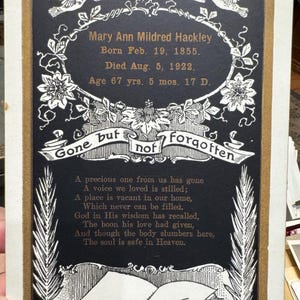 Mary Ann Mildred Hackley
Born Feb. 19, 1855.
Died Aug. 5, 1922.
Age 67 yrs. 5 mos. 17 D.
Gone but not Forgotten
A precious one from us has gone
A voice we loved is stilled;
A place is vacant in our home,
Which never can be filled.
God in His wisdom has recalled,
The boon his love had given,
And though the body slumbers here,
The soul is safe in Heaven.